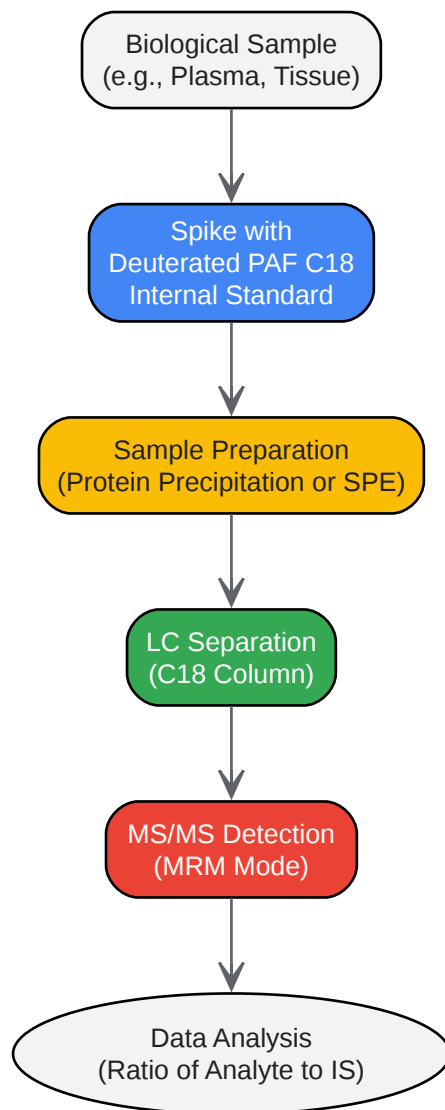 Biological Sample
(e.g., Plasma, Tissue)
Spike with
Deuterated PAF C18
Internal Standard
Sample Preparation
(Protein Precipitation or SPE)
LC Separation
(C18 Column)
MS/MS Detection
(MRM Mode)
Data Analysis
(Ratio of Analyte to IS)